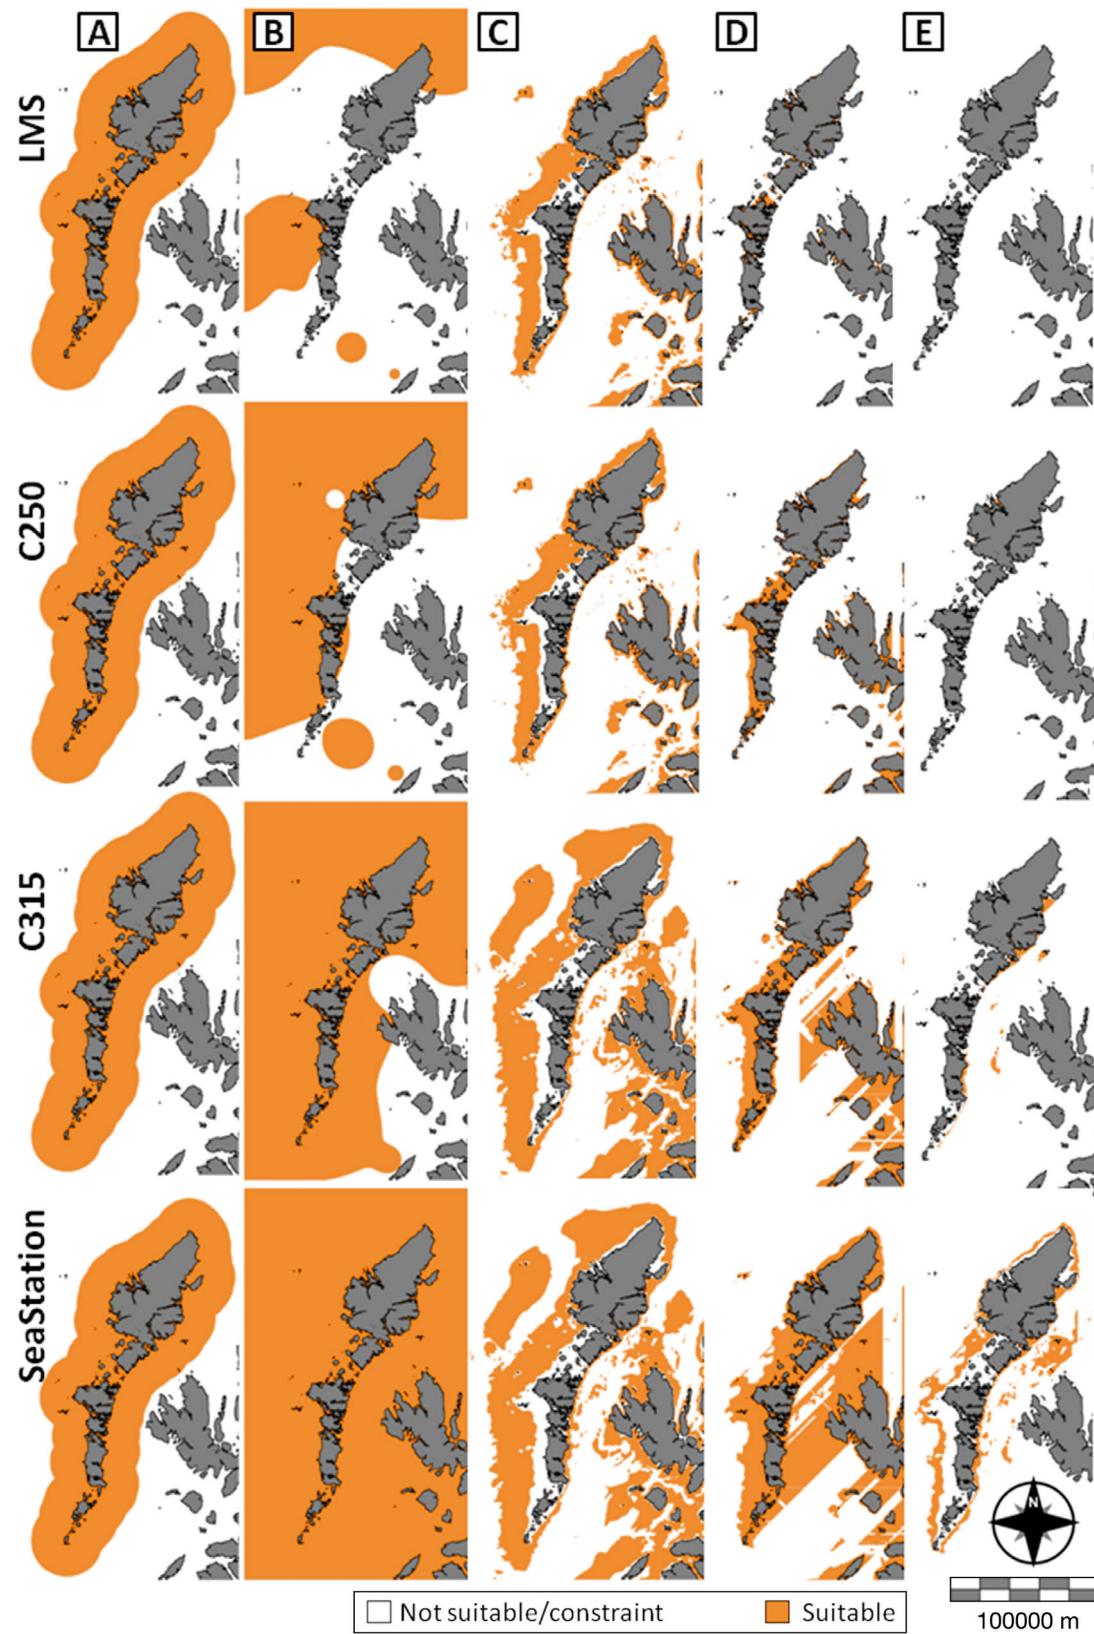 A B C D E
LMS
C250
C315
SeaStation
N
Not suitable/constraint Suitable
100000 m